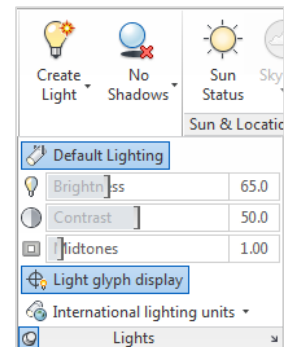 Create Light
No Shadows
Sun Status
Sky
Sun & Locatio
Default Lighting
Brightness 65.0
Contrast 50.0
Midtones 1.00
Light glyph display
International lighting units
Lights